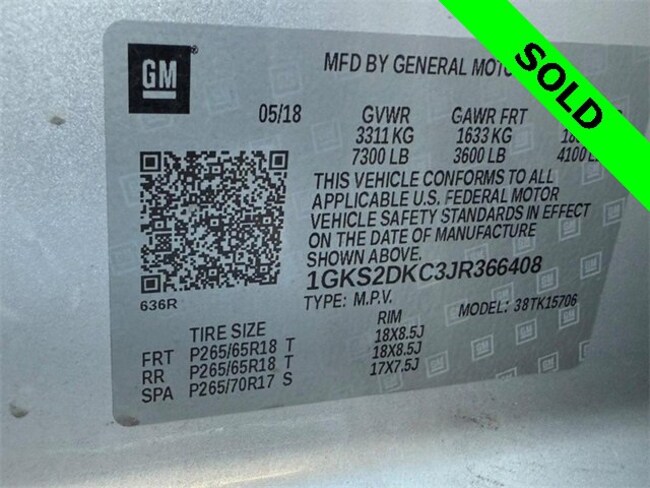 GM
MFD BY GENERAL
SOLD
05/18 GVWR GAWR FRT
3311 KG 1633 KG
7300 LB 3600 LB 4100
THIS VEHICLE CONFORMS TO ALL
APPLICABLE U.S. FEDERAL MOTOR
VEHICLE SAFETY STANDARDS IN EFFECT
ON THE DATE OF MANUFACTURE
SHOWN ABOVE.
1GKS2DKC3JR366408
636R TYPE: M.P.V. MODEL: 38TK15706
TIRE SIZE RIM
FRT P265/65R18 T 18X8.5J
RR P265/65R18 T 18X8.5J
SPA P265/70R17 S 17X7.5J